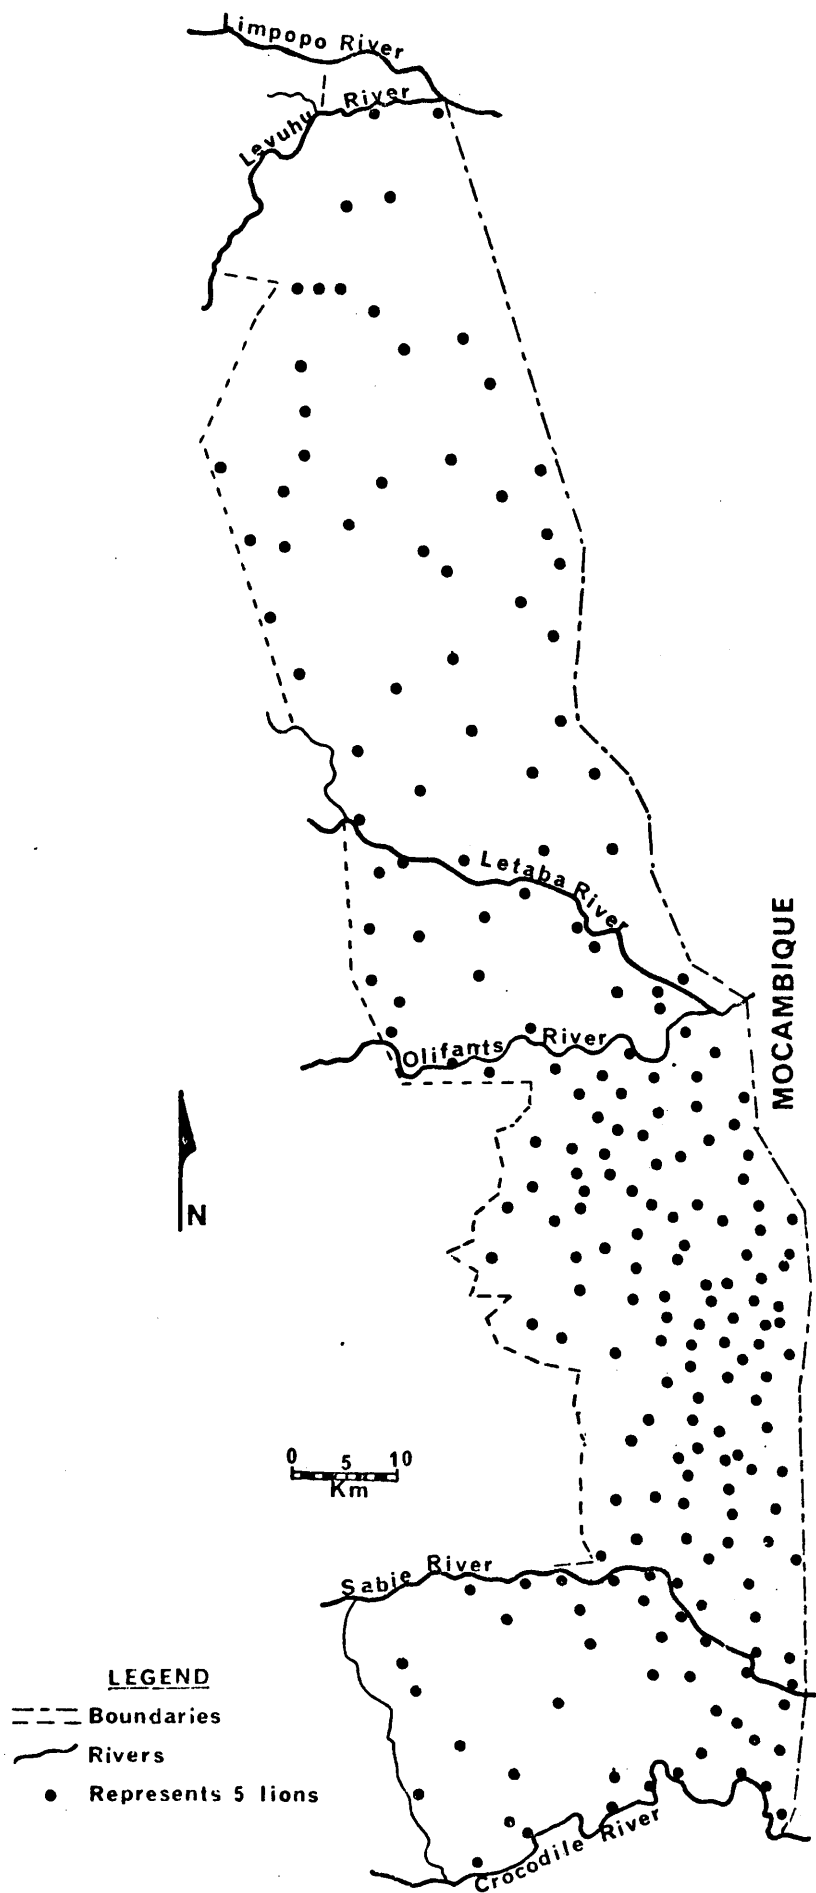 Limpopo River
Levuhu River
Letaba River
MOCAMBIQUE
Olifants River
N
0 5 10
Km
Sabie River
LEGEND
Boundaries
Rivers
Represents 5 lions
Crocodile River